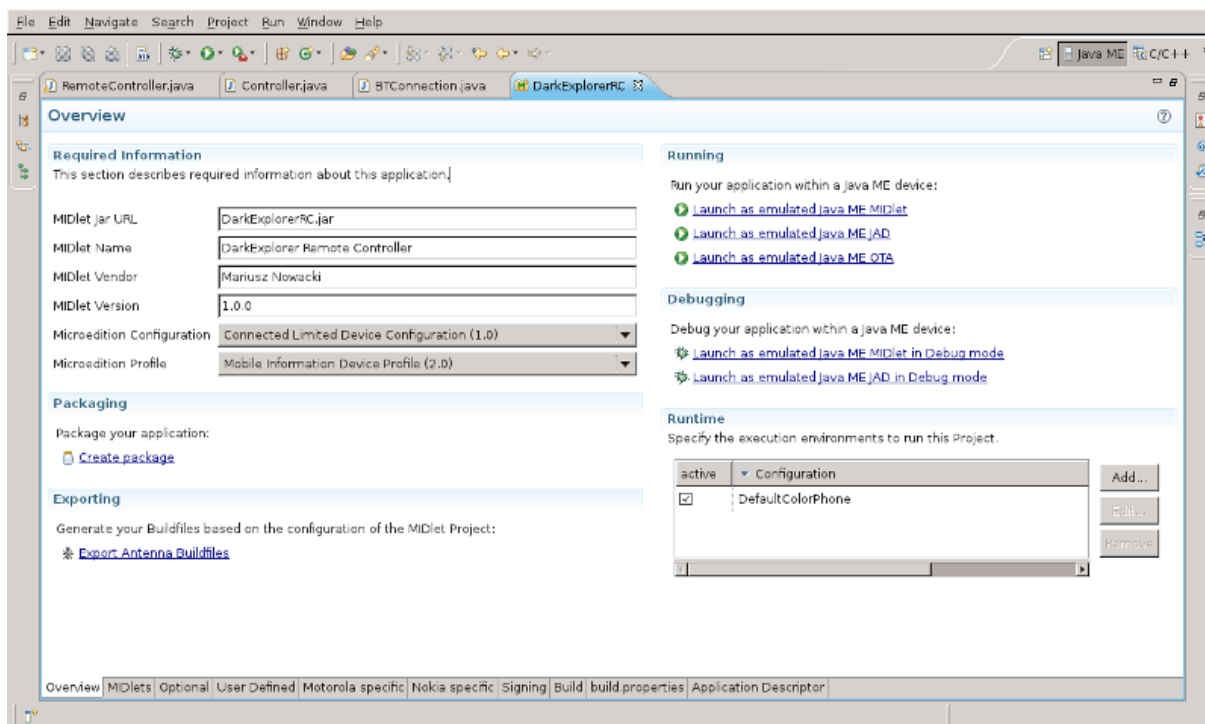 File Edit Navigate Search Project Run Window Help
Java ME C/C++
RemoteController.java Controller.java BTConnection.java DarkExplorerRC
Overview
Required Information
This section describes required information about this application.
MIDlet Jar URL DarkExplorerRC.jar
MIDlet Name DarkExplorer Remote Controller
MIDlet Vendor Mariusz Nowacki
MIDlet Version 1.0.0
Microedition Configuration Connected Limited Device Configuration (1.0)
Microedition Profile Mobile Information Device Profile (2.0)
Packaging
Package your application:
Create package
Exporting
Generate your Buildfiles based on the configuration of the MIDlet Project:
Export Antenna Buildfiles
Running
Run your application within a Java ME device:
Launch as emulated Java ME MIDlet
Launch as emulated Java ME JAD
Launch as emulated Java ME OTA
Debugging
Debug your application within a Java ME device:
Launch as emulated Java ME MIDlet in Debug mode
Launch as emulated Java ME JAD in Debug mode
Runtime
Specify the execution environments to run this Project.
active Configuration
DefaultColorPhone
Add...
Edit...
Remove
Overview MIDlets Optional User Defined Motorola specific Nokia specific Signing Build build.properties Application Descriptor